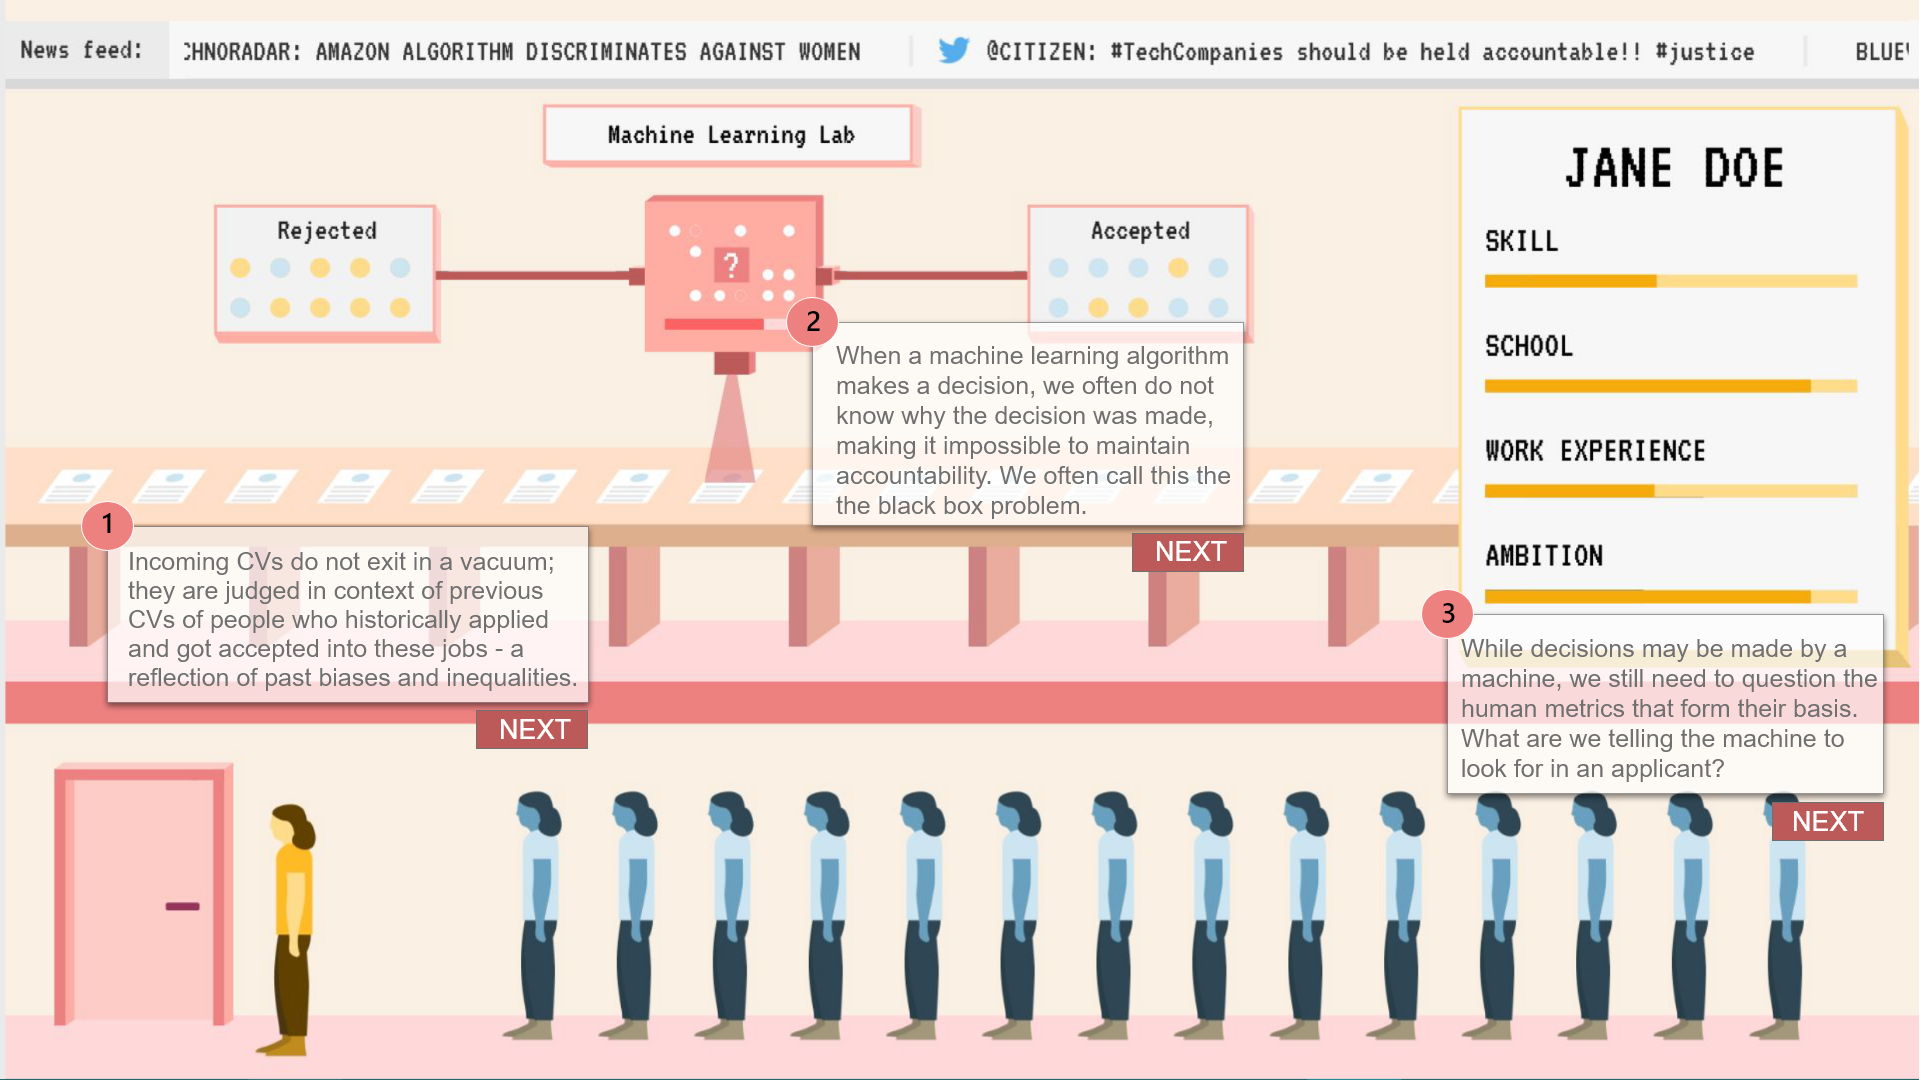 News feed:
CHNORADAR: AMAZON ALGORITHM DISCRIMINATES AGAINST WOMEN
@CITIZEN: #TechCompanies should be held accountable!! #justice
BLUE
Machine Learning Lab
Rejected
?
Accepted
JANE DOE
SKILL
SCHOOL
WORK EXPERIENCE
AMBITION
1
Incoming CVs do not exit in a vacuum;
they are judged in context of previous
CVs of people who historically applied
and got accepted into these jobs - a
reflection of past biases and inequalities.
NEXT
2
When a machine learning algorithm
makes a decision, we often do not
know why the decision was made,
making it impossible to maintain
accountability. We often call this the
the black box problem.
NEXT
3
While decisions may be made by a
machine, we still need to question the
human metrics that form their basis.
What are we telling the machine to
look for in an applicant?
NEXT